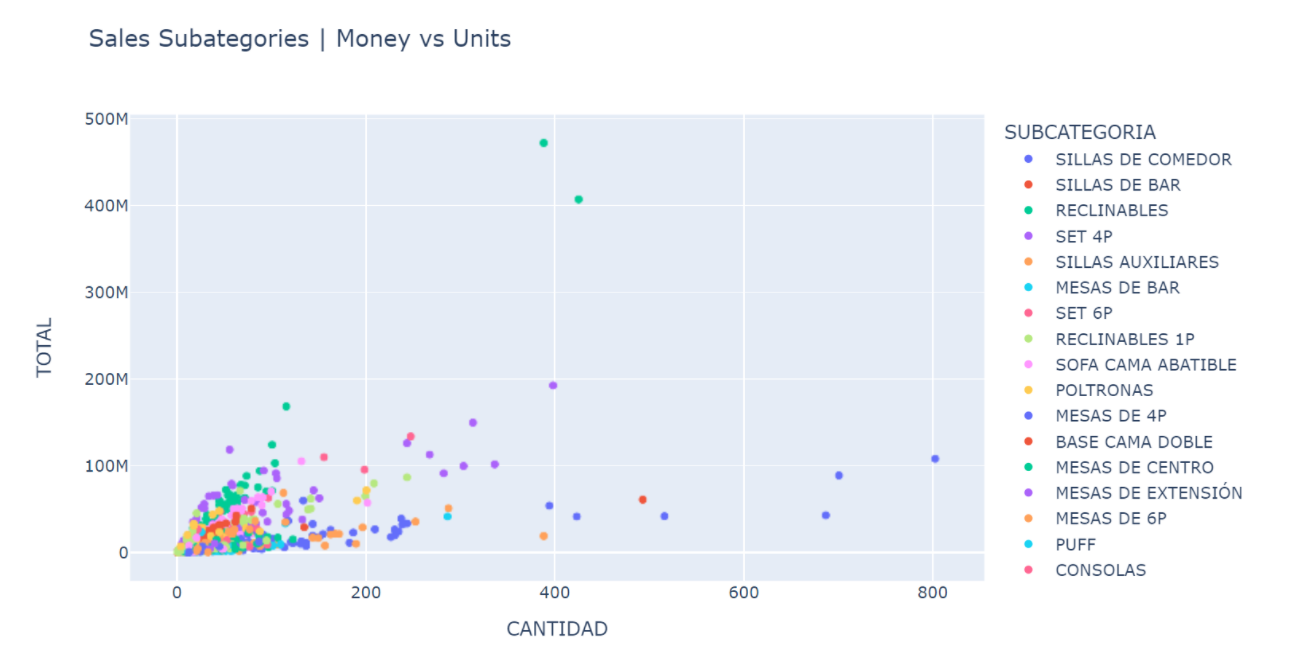 Sales Subategories | Money vs Units
500M
400M
300M
200M
100M
0
TOTAL
0
200
400
600
800
CANTIDAD
SUBCATEGORIA
SILLAS DE COMEDOR
SILLAS DE BAR
RECLINABLES
SET 4P
SILLAS AUXILIARES
MESAS DE BAR
SET 6P
RECLINABLES 1P
SOFA CAMA ABATIBLE
POLTRONAS
MESAS DE 4P
BASE CAMA DOBLE
MESAS DE CENTRO
MESAS DE EXTENSIÓN
MESAS DE 6P
PUFF
CONSOLAS